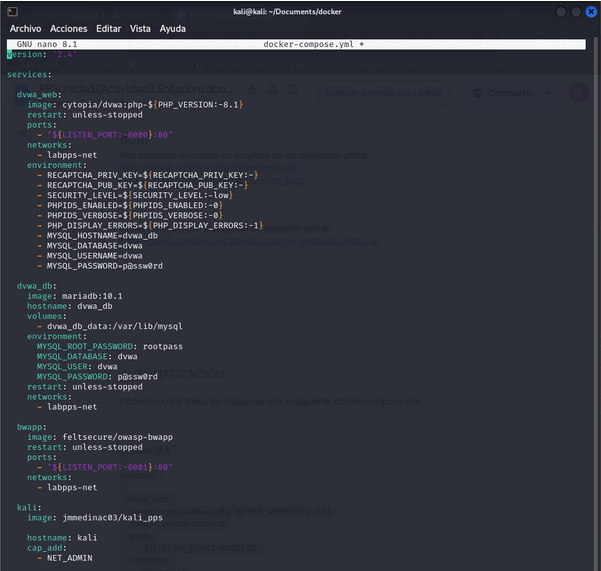 kali@kali: ~/Documents/docker
Archivo Acciones Editar Vista Ayuda
GNU nano 8.1 docker-compose.yml *
version: "2.4"
services:
dvwa_web:
image: cytopia/dvwa:php-${PHP_VERSION:-8.1}
restart: unless-stopped
ports:
- "${LISTEN_PORT:-8000}:80"
networks:
- labpps-net
environment:
- RECAPTCHA_PRIV_KEY=${RECAPTCHA_PRIV_KEY:-}
- RECAPTCHA_PUB_KEY=${RECAPTCHA_PUB_KEY:-}
- SECURITY_LEVEL=${SECURITY_LEVEL:-low}
- PHPIDS_ENABLED=${PHPIDS_ENABLED:-0}
- PHPIDS_VERBOSE=${PHPIDS_VERBOSE:-0}
- PHP_DISPLAY_ERRORS=${PHP_DISPLAY_ERRORS:-1}
- MYSQL_HOSTNAME=dvwa_db
- MYSQL_DATABASE=dvwa
- MYSQL_USERNAME=dvwa
- MYSQL_PASSWORD=p@ssw0rd
dvwa_db:
image: mariadb:10.1
hostname: dvwa_db
volumes:
- dvwa_db_data:/var/lib/mysql
environment:
MYSQL_ROOT_PASSWORD: rootpass
MYSQL_DATABASE: dvwa
MYSQL_USER: dvwa
MYSQL_PASSWORD: p@ssw0rd
restart: unless-stopped
networks:
- labpps-net
bwapp:
image: feltsecure/owasp-bwapp
restart: unless-stopped
ports:
- "${LISTEN_PORT:-8001}:80"
networks:
- labpps-net
kali:
image: jmmedinac03/kali_pps
hostname: kali
cap_add:
- NET_ADMIN